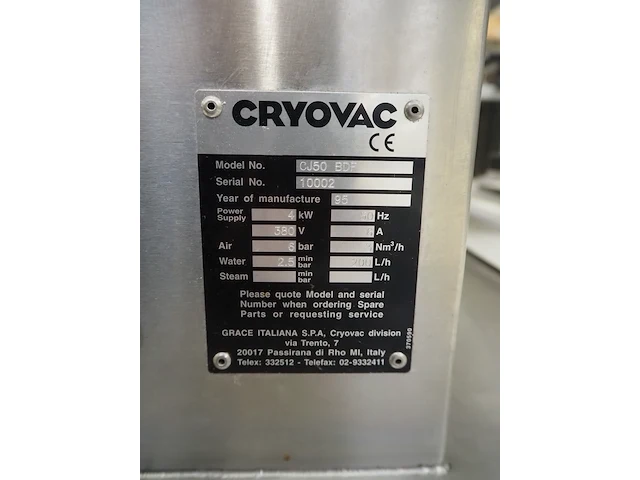 CRYOVAC
CE
Model No. CJ50
Serial No. 10002
Year of manufacture 95
Power Supply 4 kW Hz
380 V A
Air 6 bar Nm³/h
Water 2.5 min bar 200 L/h
Steam min bar L/h
Please quote Model and serial
Number when ordering Spare
Parts or requesting service
GRACE ITALIANA S.P.A, Cryovac division
via Trento, 7
20017 Passirana di Rho MI, Italy
Telex: 332512 - Telefax: 02-9332411